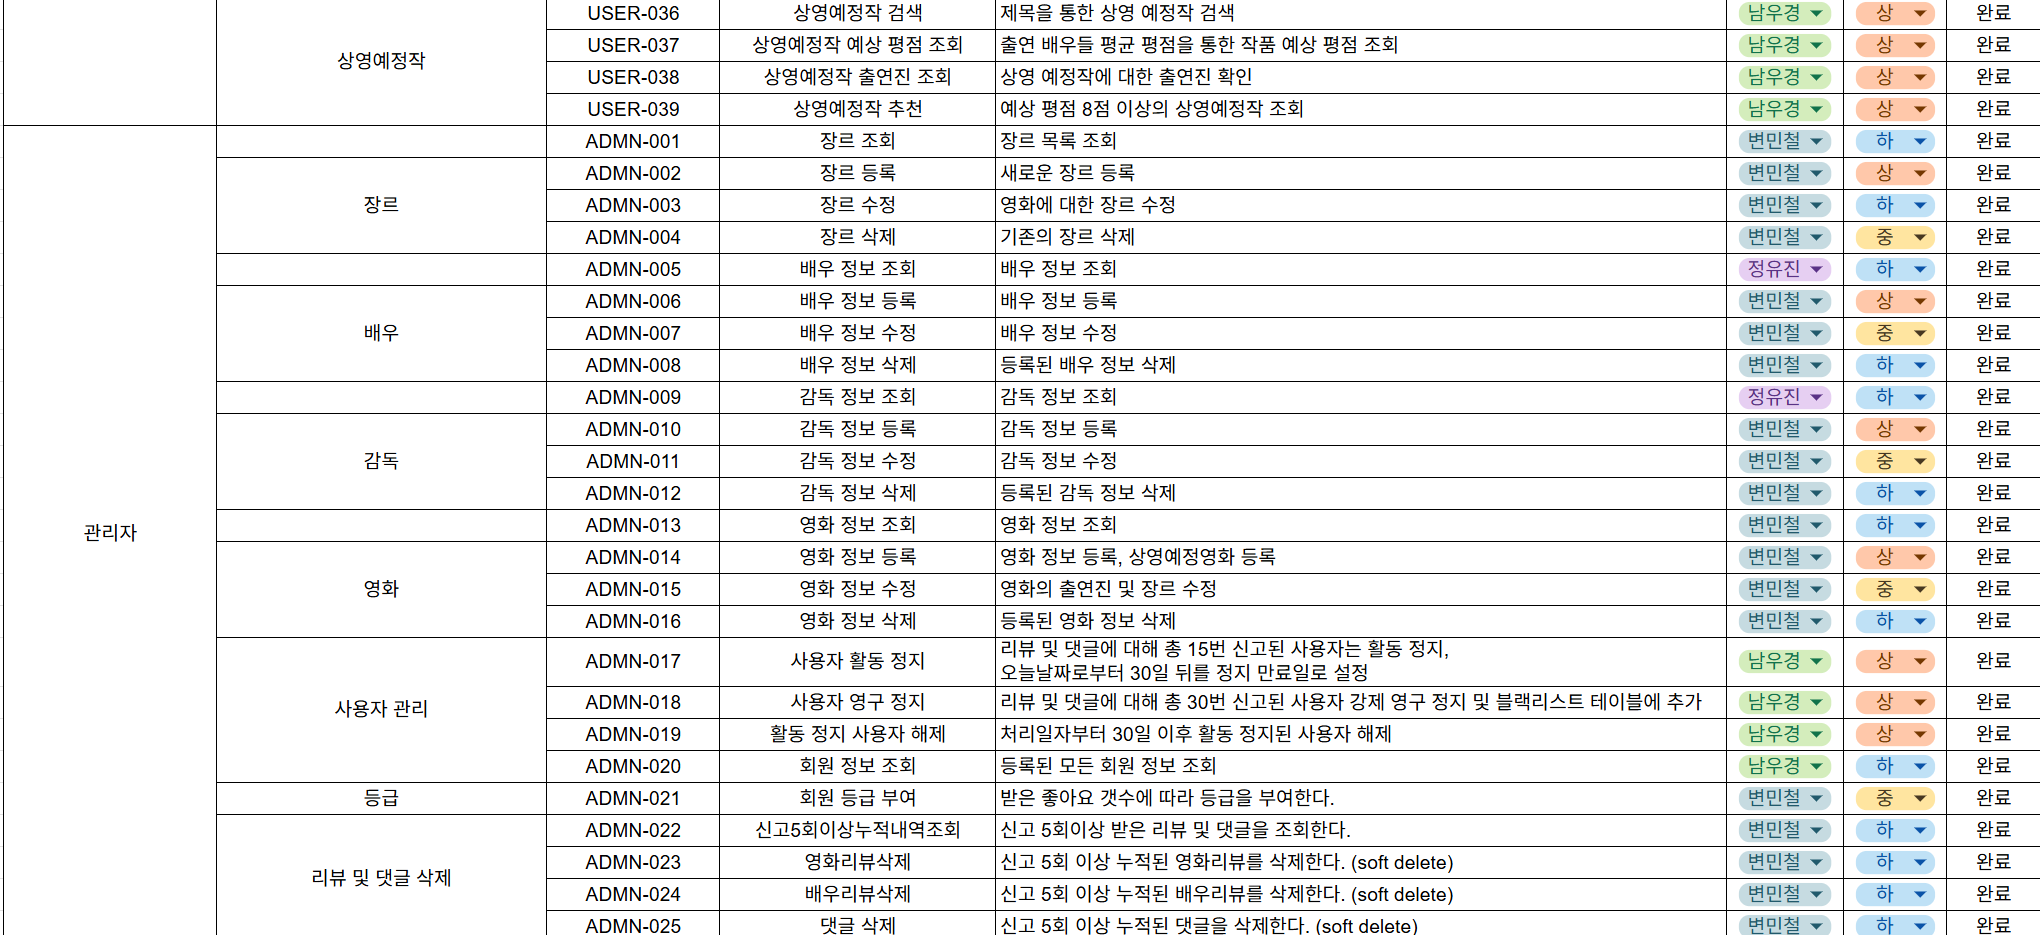 USER-036 상영예정작 검색 제목을 통한 상영 예정작 검색 남우경 상 완료
상영예정작
USER-037 상영예정작 예상 평점 조회 출연 배우들 평균 평점을 통한 작품 예상 평점 조회 남우경 상 완료
USER-038 상영예정작 출연진 조회 상영 예정작에 대한 출연진 확인 남우경 상 완료
USER-039 상영예정작 추천 예상 평점 8점 이상의 상영예정작 조회 남우경 상 완료
관리자
ADMN-001 장르 조회 장르 목록 조회 변민철 하 완료
장르
ADMN-002 장르 등록 새로운 장르 등록 변민철 상 완료
ADMN-003 장르 수정 영화에 대한 장르 수정 변민철 하 완료
ADMN-004 장르 삭제 기존의 장르 삭제 변민철 중 완료
ADMN-005 배우 정보 조회 배우 정보 조회 정유진 하 완료
배우
ADMN-006 배우 정보 등록 배우 정보 등록 변민철 상 완료
ADMN-007 배우 정보 수정 배우 정보 수정 변민철 중 완료
ADMN-008 배우 정보 삭제 등록된 배우 정보 삭제 변민철 하 완료
ADMN-009 감독 정보 조회 감독 정보 조회 정유진 하 완료
감독
ADMN-010 감독 정보 등록 감독 정보 등록 변민철 상 완료
ADMN-011 감독 정보 수정 감독 정보 수정 변민철 중 완료
ADMN-012 감독 정보 삭제 등록된 감독 정보 삭제 변민철 하 완료
ADMN-013 영화 정보 조회 영화 정보 조회 변민철 하 완료
영화
ADMN-014 영화 정보 등록 영화 정보 등록, 상영예정영화 등록 변민철 상 완료
ADMN-015 영화 정보 수정 영화의 출연진 및 장르 수정 변민철 중 완료
ADMN-016 영화 정보 삭제 등록된 영화 정보 삭제 변민철 하 완료
사용자 관리
ADMN-017 사용자 활동 정지 리뷰 및 댓글에 대해 총 15번 신고된 사용자는 활동 정지,
오늘날짜로부터 30일 뒤를 정지 만료일로 설정 남우경 상 완료
ADMN-018 사용자 영구 정지 리뷰 및 댓글에 대해 총 30번 신고된 사용자 강제 영구 정지 및 블랙리스트 테이블에 추가 남우경 상 완료
ADMN-019 활동 정지 사용자 해제 처리일자부터 30일 이후 활동 정지된 사용자 해제 남우경 상 완료
ADMN-020 회원 정보 조회 등록된 모든 회원 정보 조회 남우경 하 완료
등급 ADMN-021 회원 등급 부여 받은 좋아요 갯수에 따라 등급을 부여한다. 변민철 중 완료
리뷰 및 댓글 삭제
ADMN-022 신고5회이상누적내역조회 신고 5회이상 받은 리뷰 및 댓글을 조회한다. 변민철 하 완료
ADMN-023 영화리뷰삭제 신고 5회 이상 누적된 영화리뷰를 삭제한다. (soft delete) 변민철 하 완료
ADMN-024 배우리뷰삭제 신고 5회 이상 누적된 배우리뷰를 삭제한다. (soft delete) 변민철 하 완료
ADMN-025 댓글 삭제 신고 5회 이상 누적된 댓글을 삭제한다. (soft delete) 변민철 하 완료